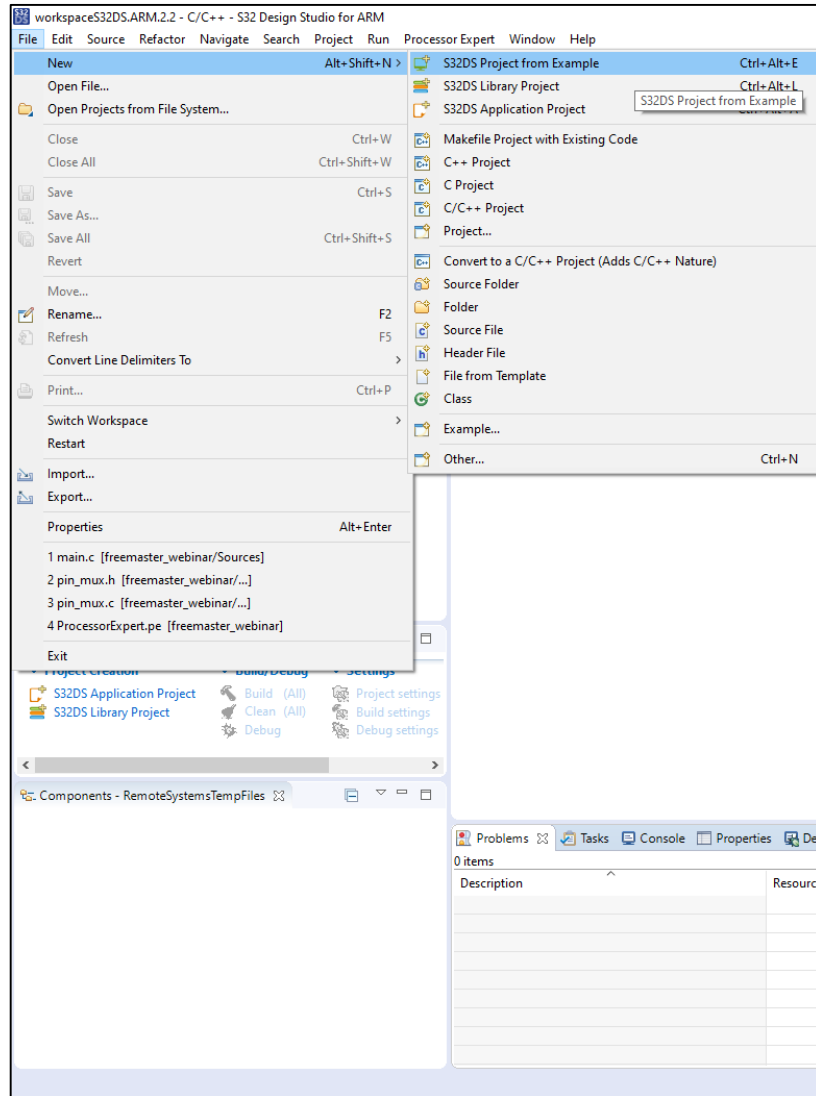 workspaceS32DS.ARM.2.2 - C/C++ - S32 Design Studio for ARM
File Edit Source Refactor Navigate Search Project Run Processor Expert Window Help
New Alt+Shift+N >
Open File...
Open Projects from File System...
Close Ctrl+W
Close All Ctrl+Shift+W
Save Ctrl+S
Save As...
Save All Ctrl+Shift+S
Revert
Move...
Rename... F2
Refresh F5
Convert Line Delimiters To >
Print... Ctrl+P
Switch Workspace >
Restart
Import...
Export...
Properties Alt+Enter
1 main.c [freemaster_webinar/Sources]
2 pin_mux.h [freemaster_webinar/...]
3 pin_mux.c [freemaster_webinar/...]
4 ProcessorExpert.pe [freemaster_webinar]
Exit
S32DS Project from Example Ctrl+Alt+E
S32DS Library Project Ctrl+Alt+L
S32DS Project from Example
S32DS Application Project
Makefile Project with Existing Code
C++ Project
C Project
C/C++ Project
Project...
Convert to a C/C++ Project (Adds C/C++ Nature)
Source Folder
Folder
Source File
Header File
File from Template
Class
Example...
Other... Ctrl+N
Project Creation Build/Debug Settings
S32DS Application Project Build (All) Project settings
S32DS Library Project Clean (All) Build settings
Debug Debug settings
Components - RemoteSystemsTempFiles
Problems Tasks Console Properties De
0 items
Description Resourc